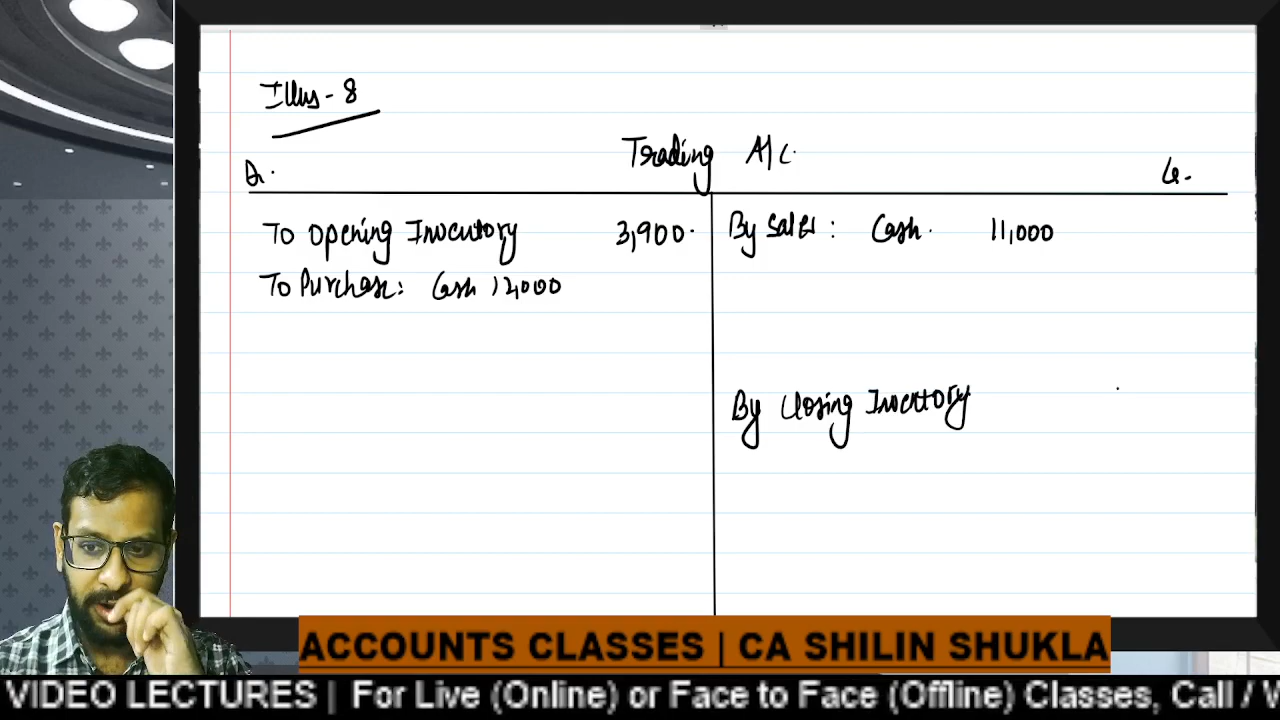 Illus - 8
Trading A/C.
Dr. Cr.
To Opening Inventory 3,900. By Sales : Cash. 11,000
To Purchase : Cash 12,000
By Closing Inventory
ACCOUNTS CLASSES | CA SHILIN SHUKLA
VIDEO LECTURES | For Live (Online) or Face to Face (Offline) Classes, Call /